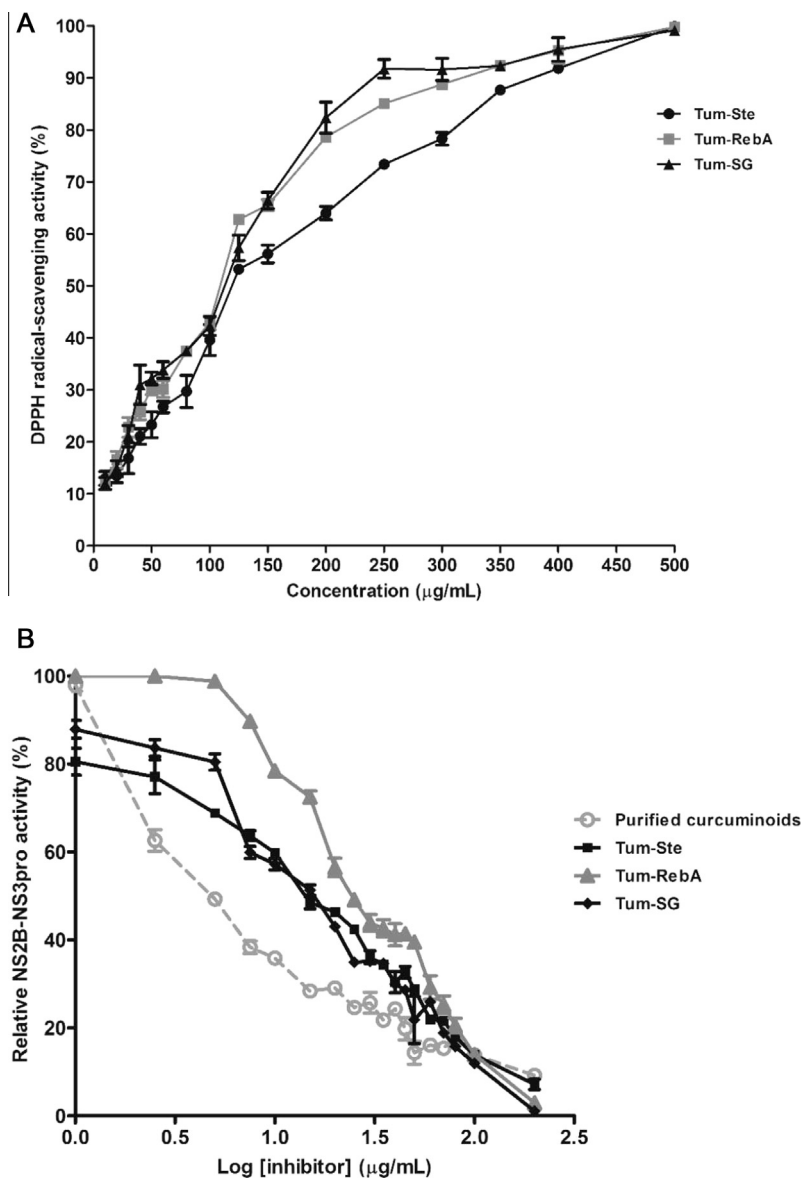 A
DPPH radical-scavenging activity (%)
100
90
80
70
60
50
40
30
20
10
0
0
50
100
150
200
250
300
350
400
450
500
Concentration (μg/mL)
Tum-Ste
Tum-RebA
Tum-SG
B
Relative NS2B-NS3pro activity (%)
100
80
60
40
20
0
0.0
0.5
1.0
1.5
2.0
2.5
Log [inhibitor] (μg/mL)
Purified curcuminoids
Tum-Ste
Tum-RebA
Tum-SG